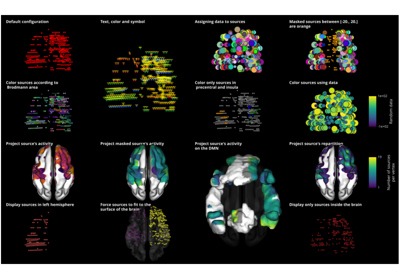 Default configuration
Text, color and symbol
Assigning data to sources
Masked sources between [-20., 20.]
are orange
Color sources according to
Brodmann area
Color only sources in
precentral and insula
Color sources using data
Random data
Project source's activity
Project masked source's activity
Project source's activity
on the DMN
Project source's repartition
Number of sources
per vertex
Display sources in left hemisphere
Force sources to fit to the
surface of the brain
Display only sources inside the brain